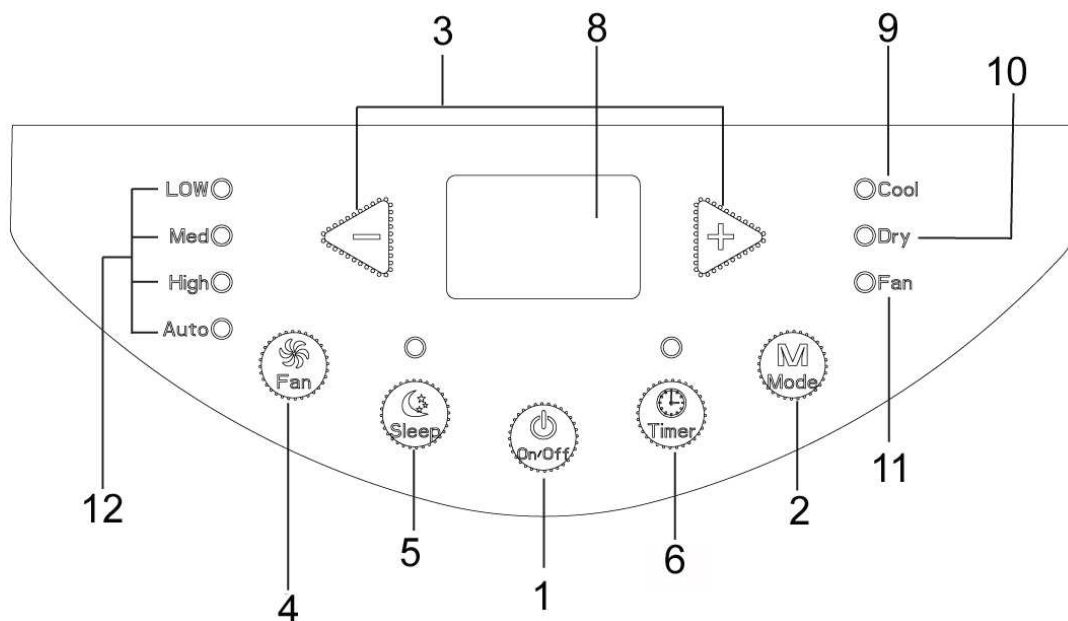 3
8
9
10
LOW
Med
High
Auto
−
+
Cool
Dry
Fan
Fan
Sleep
On/Off
Timer
M
Mode
12
4
5
1
6
2
11